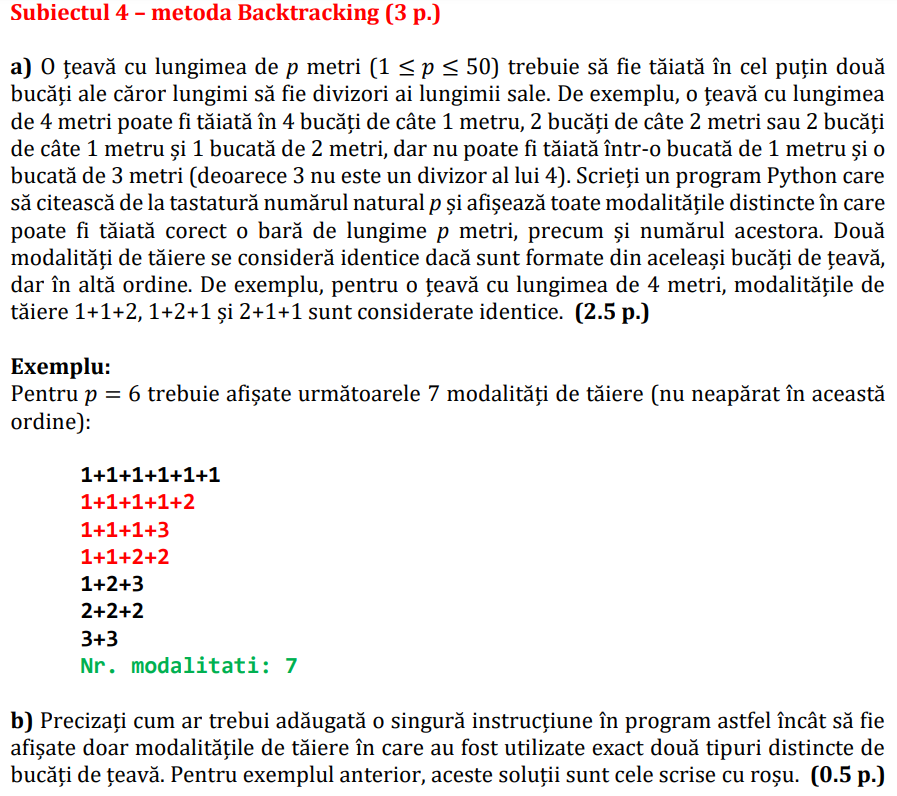 Subiectul 4 – metoda Backtracking (3 p.)
a) O țeavă cu lungimea de p metri (1 ≤ p ≤ 50) trebuie să fie tăiată în cel puțin două
bucăți ale căror lungimi să fie divizori ai lungimii sale. De exemplu, o țeavă cu lungimea
de 4 metri poate fi tăiată în 4 bucăți de câte 1 metru, 2 bucăți de câte 2 metri sau 2 bucăți
de câte 1 metru și 1 bucată de 2 metri, dar nu poate fi tăiată într-o bucată de 1 metru și o
bucată de 3 metri (deoarece 3 nu este un divizor al lui 4). Scrieți un program Python care
să citească de la tastatură numărul natural p și afișează toate modalitățile distincte în care
poate fi tăiată corect o bară de lungime p metri, precum și numărul acestora. Două
modalități de tăiere se consideră identice dacă sunt formate din aceleași bucăți de țeavă,
dar în altă ordine. De exemplu, pentru o țeavă cu lungimea de 4 metri, modalitățile de
tăiere 1+1+2, 1+2+1 și 2+1+1 sunt considerate identice. (2.5 p.)
Exemplu:
Pentru p = 6 trebuie afișate următoarele 7 modalități de tăiere (nu neapărat în această
ordine):
1+1+1+1+1+1
1+1+1+1+2
1+1+1+3
1+1+2+2
1+2+3
2+2+2
3+3
Nr. modalitati: 7
b) Precizați cum ar trebui adăugată o singură instrucțiune în program astfel încât să fie
afișate doar modalitățile de tăiere în care au fost utilizate exact două tipuri distincte de
bucăți de țeavă. Pentru exemplul anterior, aceste soluții sunt cele scrise cu roșu. (0.5 p.)